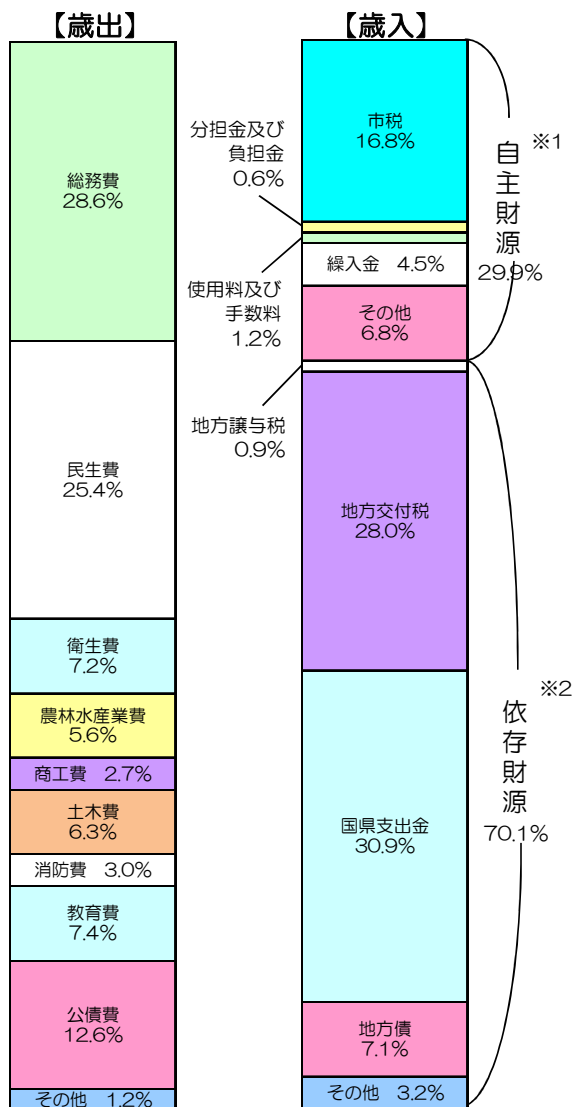 【歳出】
総務費
28.6%
民生費
25.4%
衛生費
7.2%
農林水産業費
5.6%
商工費 2.7%
土木費
6.3%
消防費 3.0%
教育費
7.4%
公債費
12.6%
その他 1.2%
【歳入】
市税
16.8%
分担金及び
負担金
0.6%
使用料及び
手数料
1.2%
繰入金 4.5%
その他
6.8%
地方譲与税
0.9%
地方交付税
28.0%
国県支出金
30.9%
地方債
7.1%
その他 3.2%
※1
自主財源
29.9%
※2
依存財源
70.1%